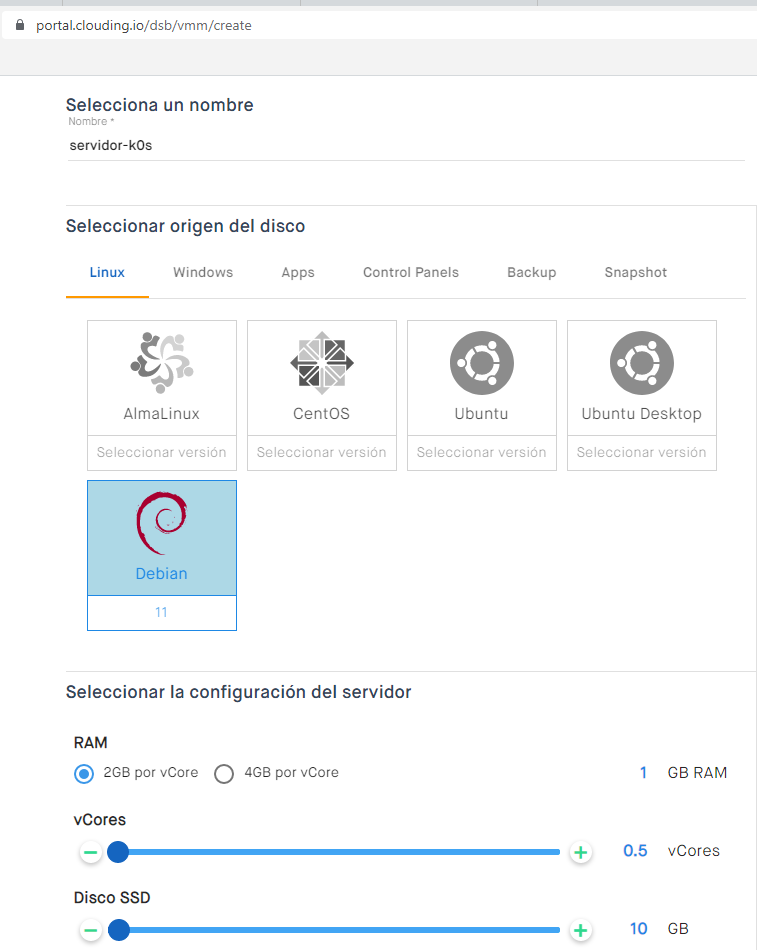 portal.clouding.io/dsb/vmm/create
Selecciona un nombre
Nombre *
servidor-k0s
Seleccionar origen del disco
Linux Windows Apps Control Panels Backup Snapshot
AlmaLinux CentOS Ubuntu Ubuntu Desktop
Seleccionar versión Seleccionar versión Seleccionar versión Seleccionar versión
Debian
11
Seleccionar la configuración del servidor
RAM
2GB por vCore 4GB por vCore 1 GB RAM
vCores
0.5 vCores
Disco SSD
10 GB